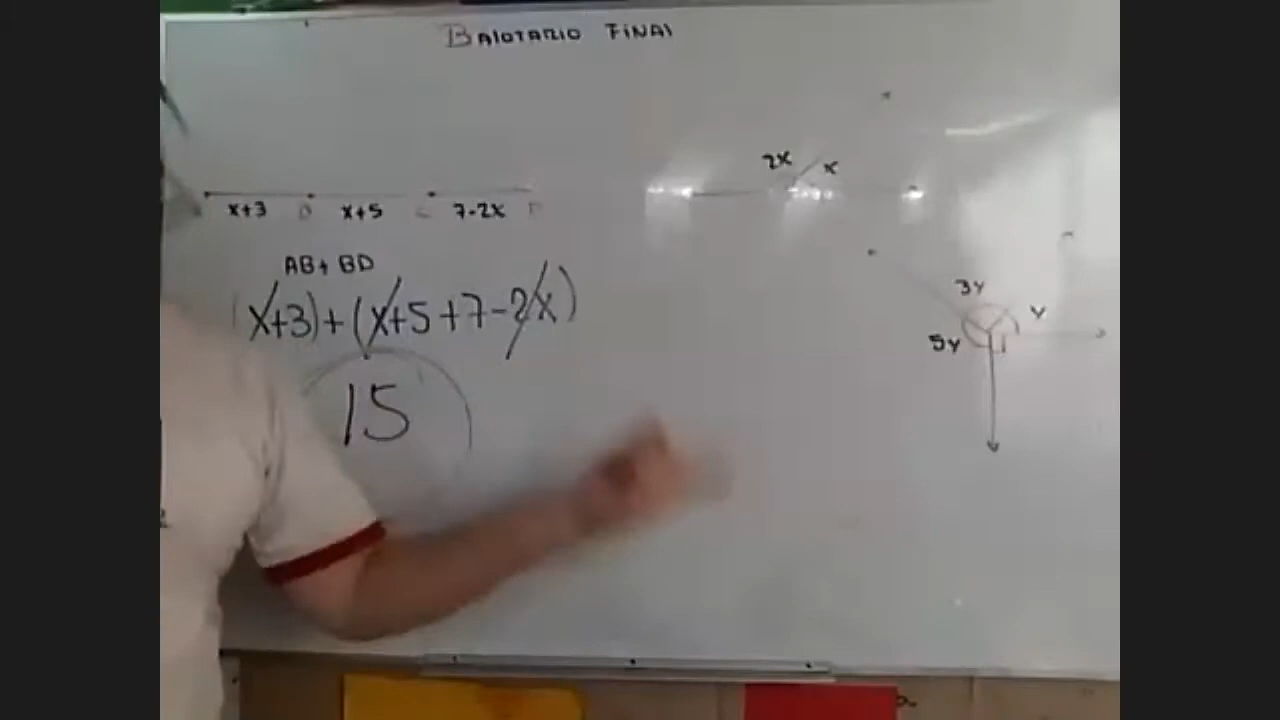 BAlOTARIO FiNAl
x+3 B x+5 C 7-2x D
AB+ BD
(x+3)+(x+5+7-2x)
15
2x x
3y
y
5y